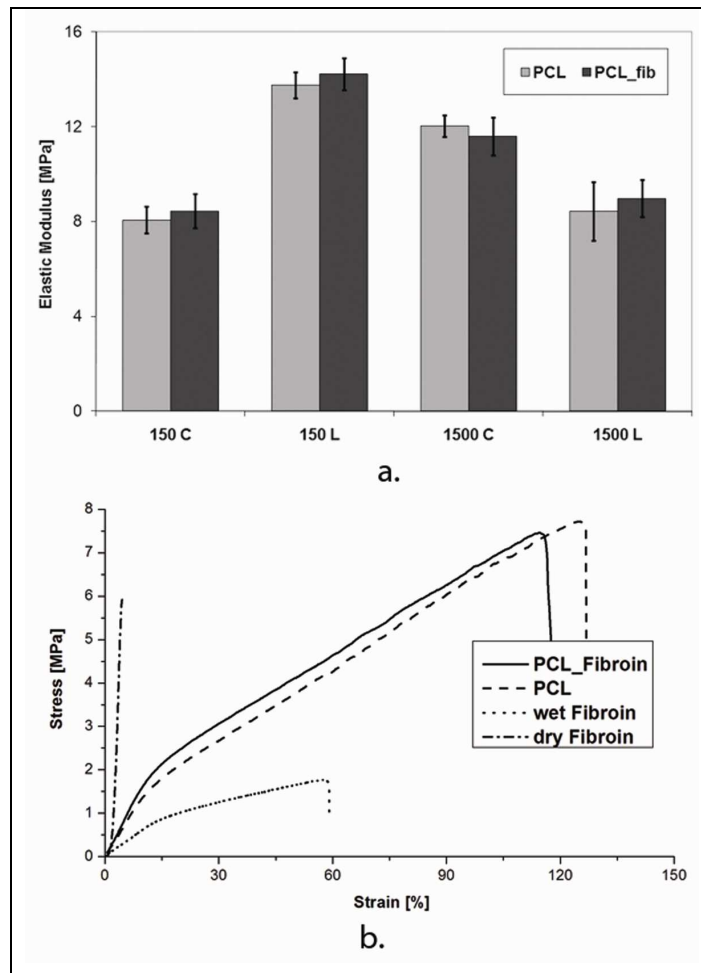 16
12
8
4
0
Elastic Modulus [MPa]
PCL PCL_fib
150 C 150 L 1500 C 1500 L
a.
8
7
6
5
4
3
2
1
0
Stress [MPa]
PCL_Fibroin
PCL
wet Fibroin
dry Fibroin
0 30 60 90 120 150
Strain [%]
b.